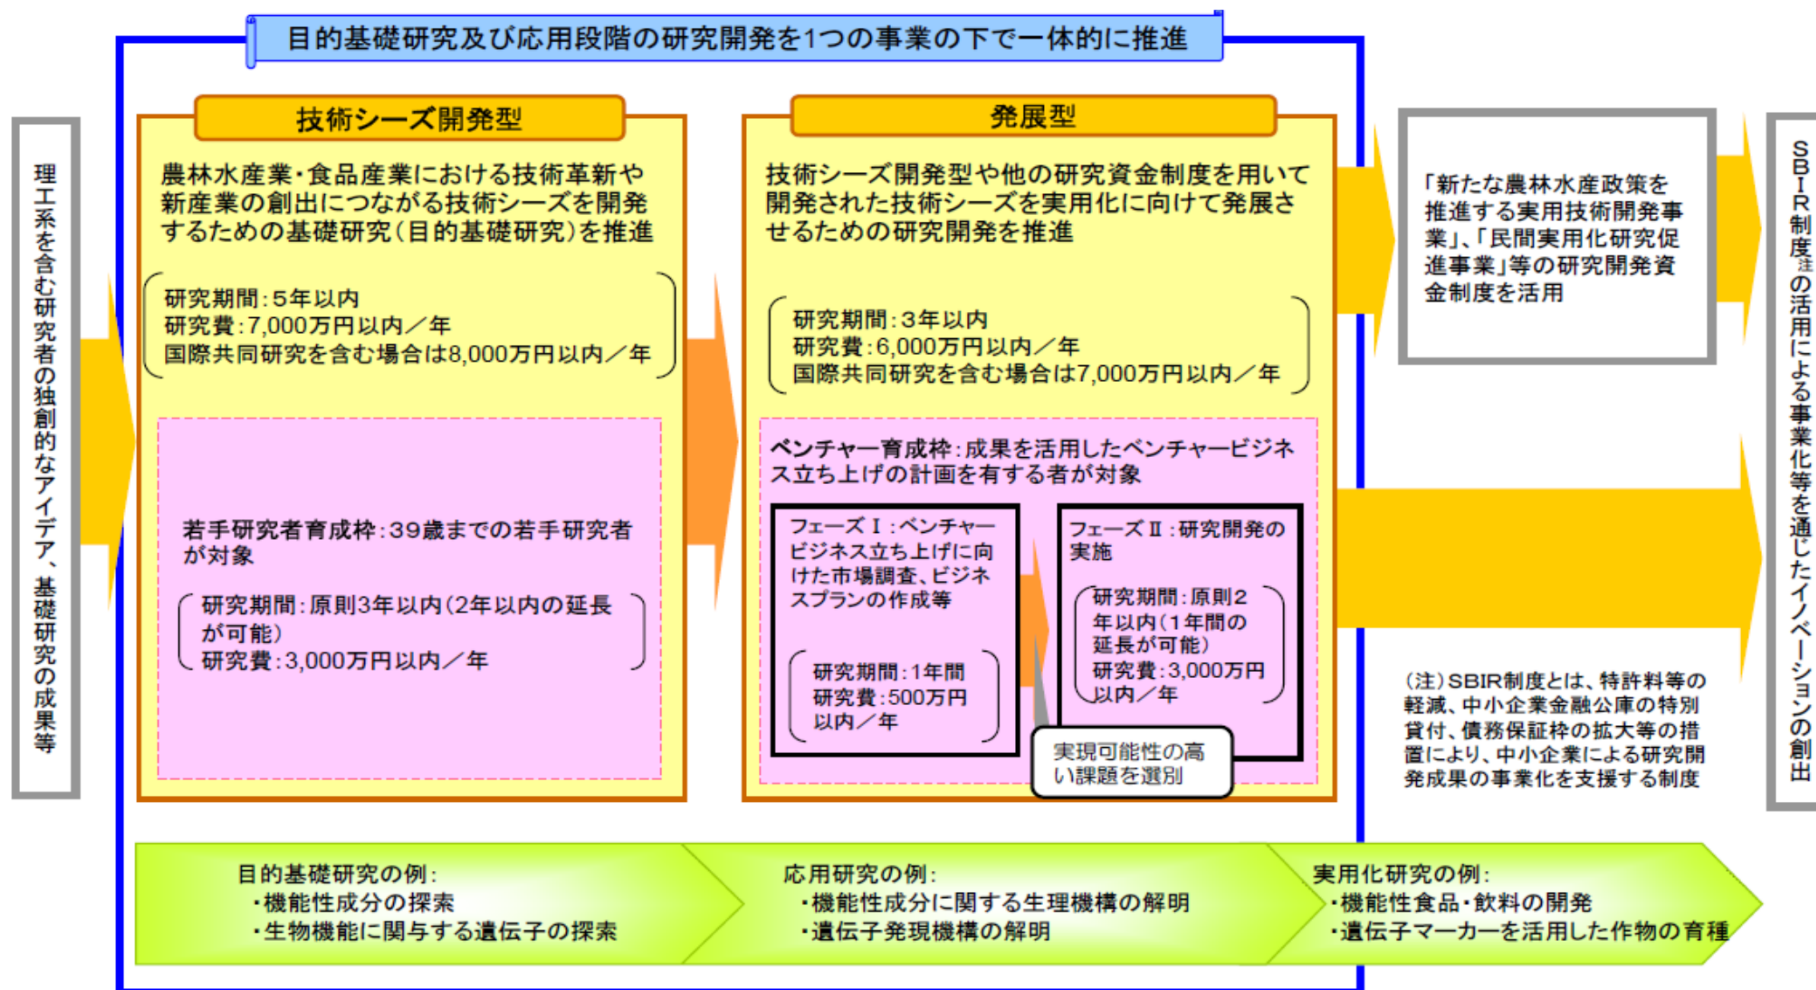 目的基礎研究及び応用段階の研究開発を1つの事業の下で一体的に推進
理工系を含む研究者の独創的なアイデア、基礎研究の成果等
技術シーズ開発型
農林水産業・食品産業における技術革新や
新産業の創出につながる技術シーズを開発
するための基礎研究(目的基礎研究)を推進
研究期間:5年以内
研究費:7,000万円以内/年
国際共同研究を含む場合は8,000万円以内/年
若手研究者育成枠:39歳までの若手研究者
が対象
研究期間:原則3年以内(2年以内の延長
が可能)
研究費:3,000万円以内/年
発展型
技術シーズ開発型や他の研究資金制度を用いて
開発された技術シーズを実用化に向けて発展さ
せるための研究開発を推進
研究期間:3年以内
研究費:6,000万円以内/年
国際共同研究を含む場合は7,000万円以内/年
ベンチャー育成枠:成果を活用したベンチャービジネ
ス立ち上げの計画を有する者が対象
フェーズⅠ:ベンチャー
ビジネス立ち上げに向
けた市場調査、ビジネ
スプランの作成等
研究期間:1年間
研究費:500万円
以内/年
フェーズⅡ:研究開発の
実施
研究期間:原則2
年以内(1年間の
延長が可能)
研究費:3,000万円
以内/年
実現可能性の高
い課題を選別
「新たな農林水産政策を
推進する実用技術開発事
業」、「民間実用化研究促
進事業」等の研究開発資
金制度を活用
SBIR制度注の活用による事業化等を通じたイノベーションの創出
(注)SBIR制度とは、特許料等の
軽減、中小企業金融公庫の特別
貸付、債務保証枠の拡大等の措
置により、中小企業による研究開
発成果の事業化を支援する制度
目的基礎研究の例:
・機能性成分の探索
・生物機能に関与する遺伝子の探索
応用研究の例:
・機能性成分に関する生理機構の解明
・遺伝子発現機構の解明
実用化研究の例:
・機能性食品・飲料の開発
・遺伝子マーカーを活用した作物の育種